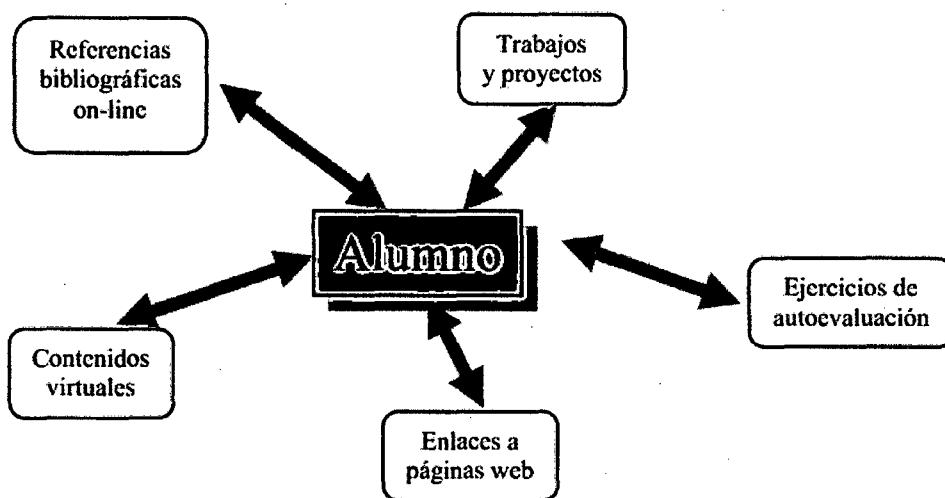 Referencias
bibliográficas
on-line
Trabajos
y proyectos
Alumno
Ejercicios de
autoevaluación
Contenidos
virtuales
Enlaces a
páginas web